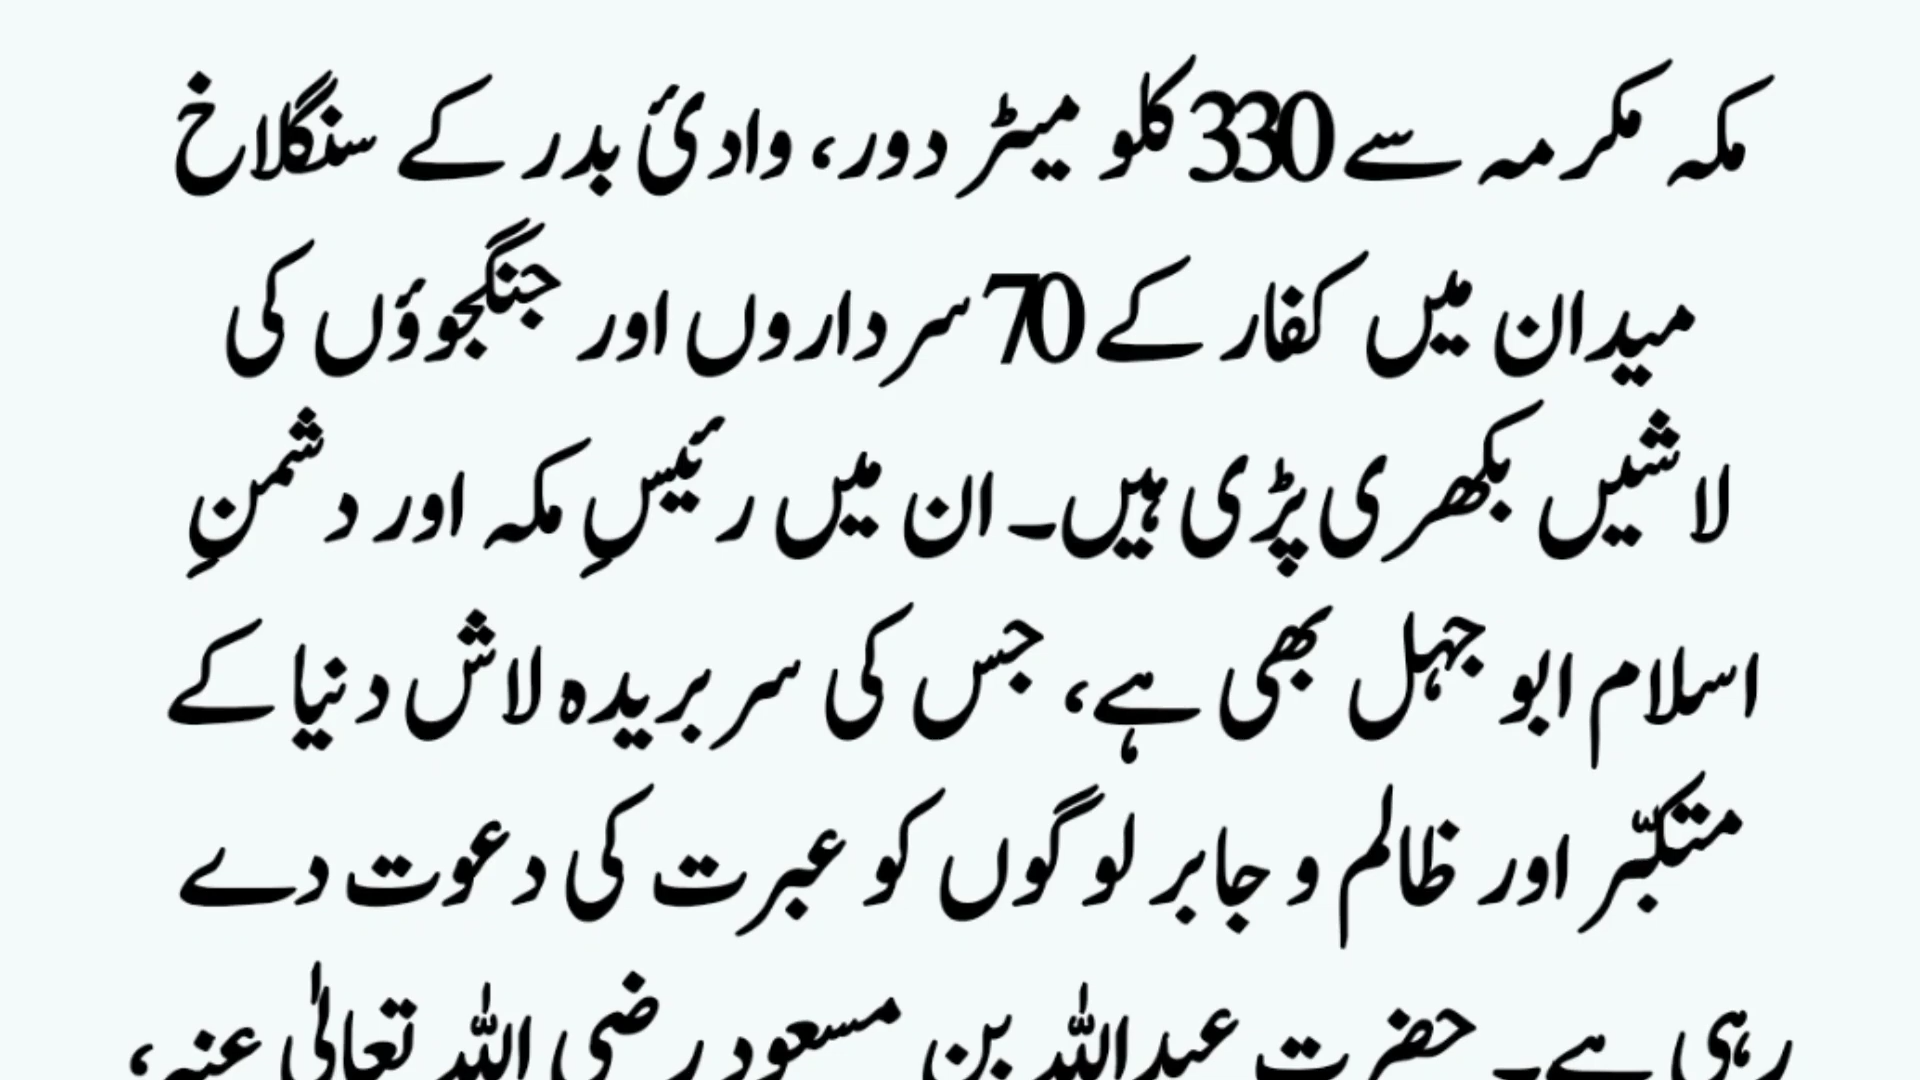 مکہ مکرمہ سے 330 کلو میٹر دور، وادیٔ بدر کے سنگلاخ
میدان میں کفار کے 70 سرداروں اور جنگجوؤں کی
لاشیں بکھری پڑی ہیں۔ ان میں رئیسِ مکہ اور دشمنِ
اسلام ابو جہل بھی ہے، جس کی سر بریدہ لاش دنیا کے
متکبّر اور ظالم و جابر لوگوں کو عبرت کی دعوت دے
رہی ہے۔ حضرت عبداللہ بن مسعود رضی اللہ تعالیٰ عنہ،